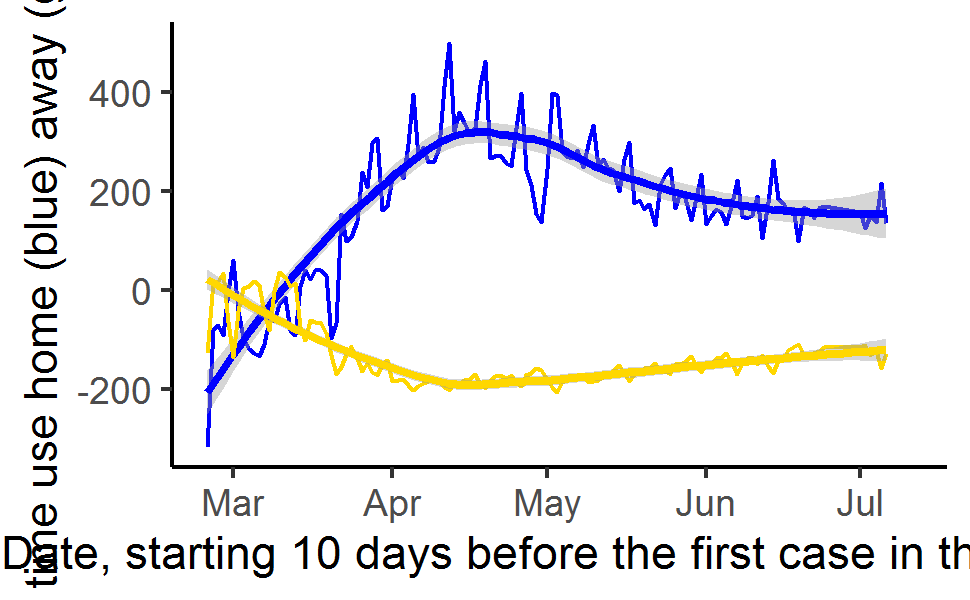 time use home (blue) away (
400
200
0
-200
Mar Apr May Jun Jul
Date, starting 10 days before the first case in th